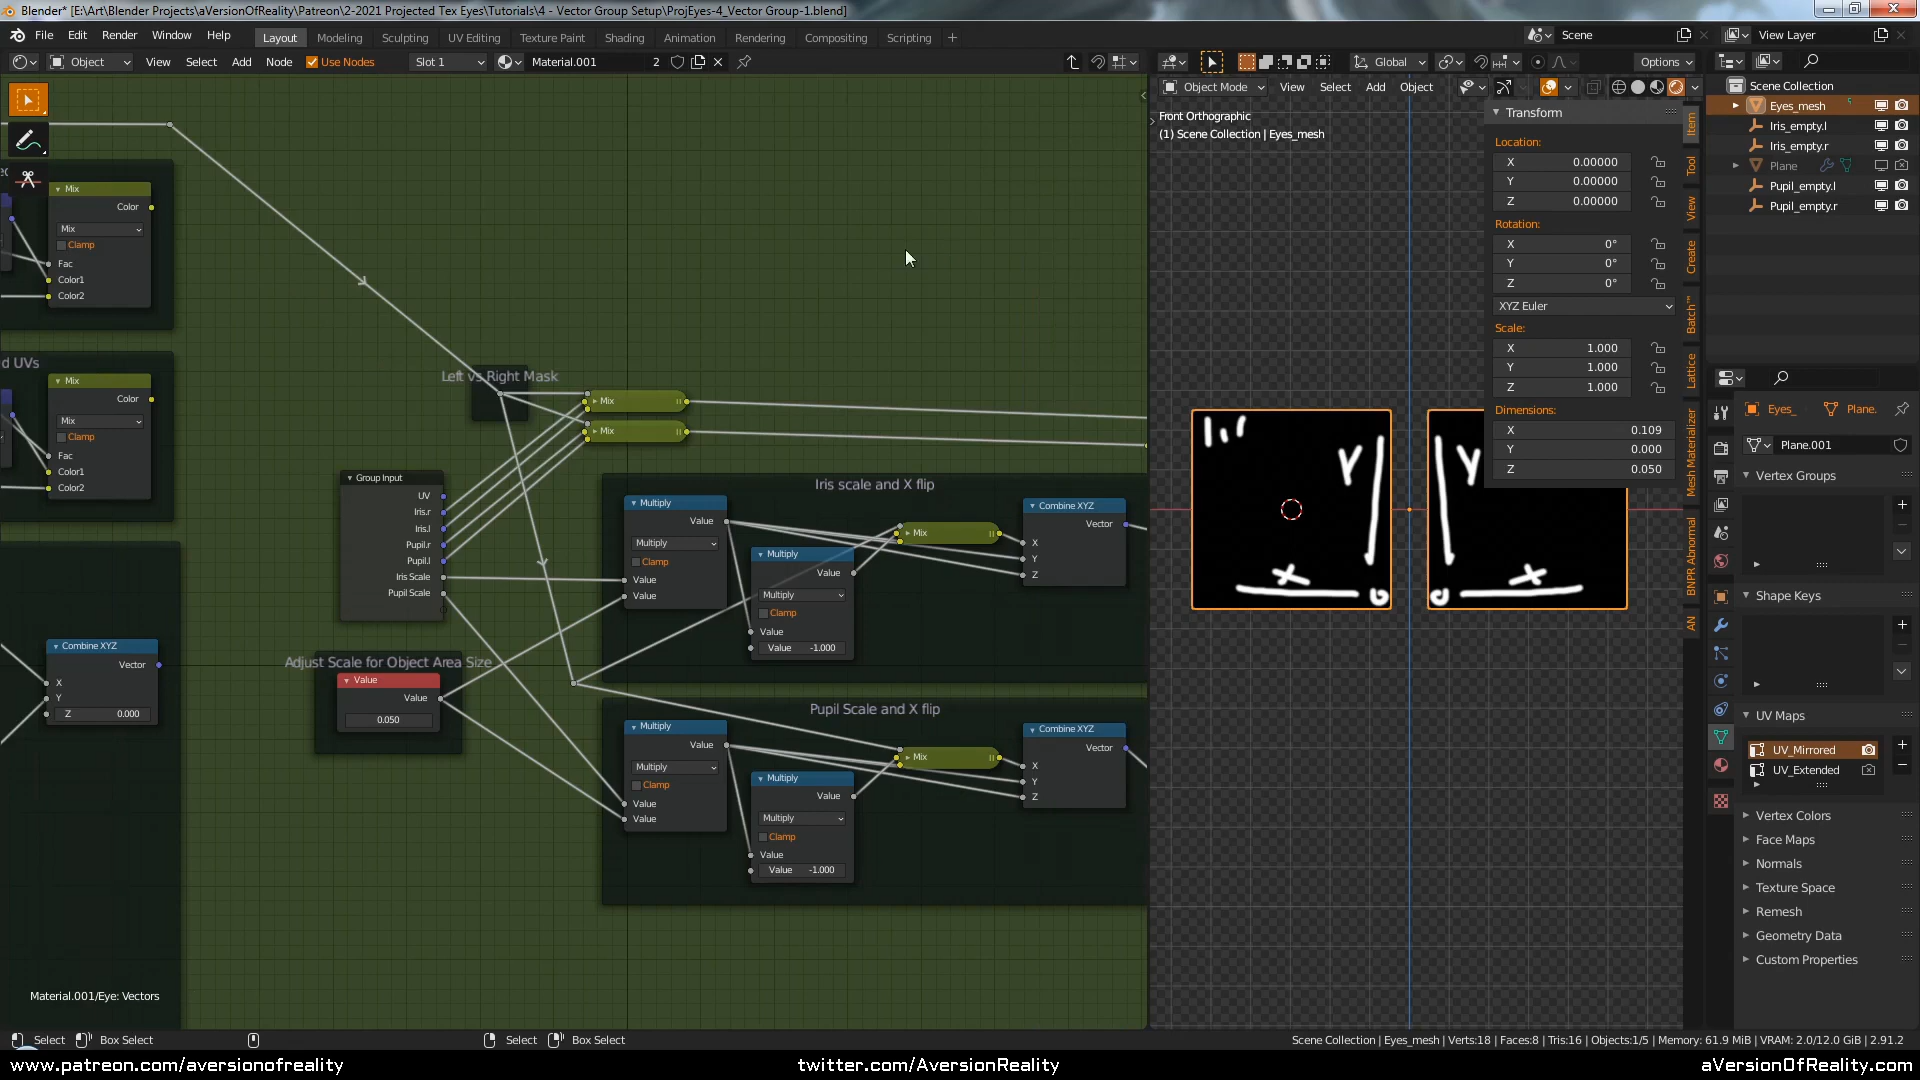 Blender* [E:\Art\Blender Projects\aVersionOfReality\Patreon\2-2021 Projected Tex Eyes\Tutorials\4 - Vector Group Setup\ProjEyes-4_Vector Group-1.blend]
File Edit Render Window Help Layout Modeling Sculpting UV Editing Texture Paint Shading Animation Rendering Compositing Scripting + Scene View Layer
Object View Select Add Node Use Nodes Slot 1 Material.001 2 Global Options
Object Mode View Select Add Object
Scene Collection
Eyes_mesh
Iris_empty.l
Iris_empty.r
Plane
Pupil_empty.l
Pupil_empty.r
Front Orthographic
(1) Scene Collection | Eyes_mesh
Transform
Location:
X 0.00000
Y 0.00000
Z 0.00000
Rotation:
X 0°
Y 0°
Z 0°
XYZ Euler
Scale:
X 1.000
Y 1.000
Z 1.000
Dimensions:
X 0.109
Y 0.000
Z 0.050
Item
Tool
View
Create
Batch™
Lattice
Mesh Materializer
BNPR Abnormal
AN
Mix
Color
Mix
Clamp
Fac
Color1
Color2
d UVs
Mix
Color
Mix
Clamp
Fac
Color1
Color2
Combine XYZ
Vector
X
Y
Z 0.000
Left vs Right Mask
Mix
Mix
Group Input
UV
Iris.r
Iris.l
Pupil.r
Pupil.l
Iris Scale
Pupil Scale
Adjust Scale for Object Area Size
Value
Value
0.050
Iris scale and X flip
Multiply
Value
Multiply
Clamp
Value
Value
Multiply
Value
Multiply
Clamp
Value
Value -1.000
Mix
Combine XYZ
Vector
X
Y
Z
Pupil Scale and X flip
Multiply
Value
Multiply
Clamp
Value
Value
Multiply
Value
Multiply
Clamp
Value
Value -1.000
Mix
Combine XYZ
Vector
X
Y
Z
Y
Y
X
X
Eyes_ Plane.
Plane.001
Vertex Groups
Shape Keys
UV Maps
UV_Mirrored
UV_Extended
Vertex Colors
Face Maps
Normals
Texture Space
Remesh
Geometry Data
Custom Properties
Material.001/Eye: Vectors
Select Box Select Select Box Select Scene Collection | Eyes_mesh | Verts:18 | Faces:8 | Tris:16 | Objects:1/5 | Memory: 61.9 MiB | VRAM: 2.0/12.0 GiB | 2.91.2
www.patreon.com/aversionofreality twitter.com/AversionReality aVersionOfReality.com